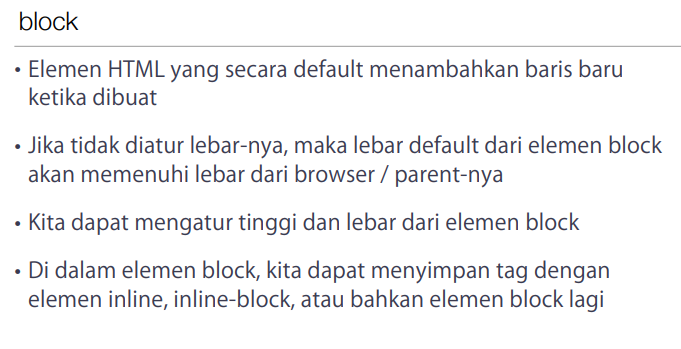 block
• Elemen HTML yang secara default menambahkan baris baru
ketika dibuat
• Jika tidak diatur lebar-nya, maka lebar default dari elemen block
akan memenuhi lebar dari browser / parent-nya
• Kita dapat mengatur tinggi dan lebar dari elemen block
• Di dalam elemen block, kita dapat menyimpan tag dengan
elemen inline, inline-block, atau bahkan elemen block lagi